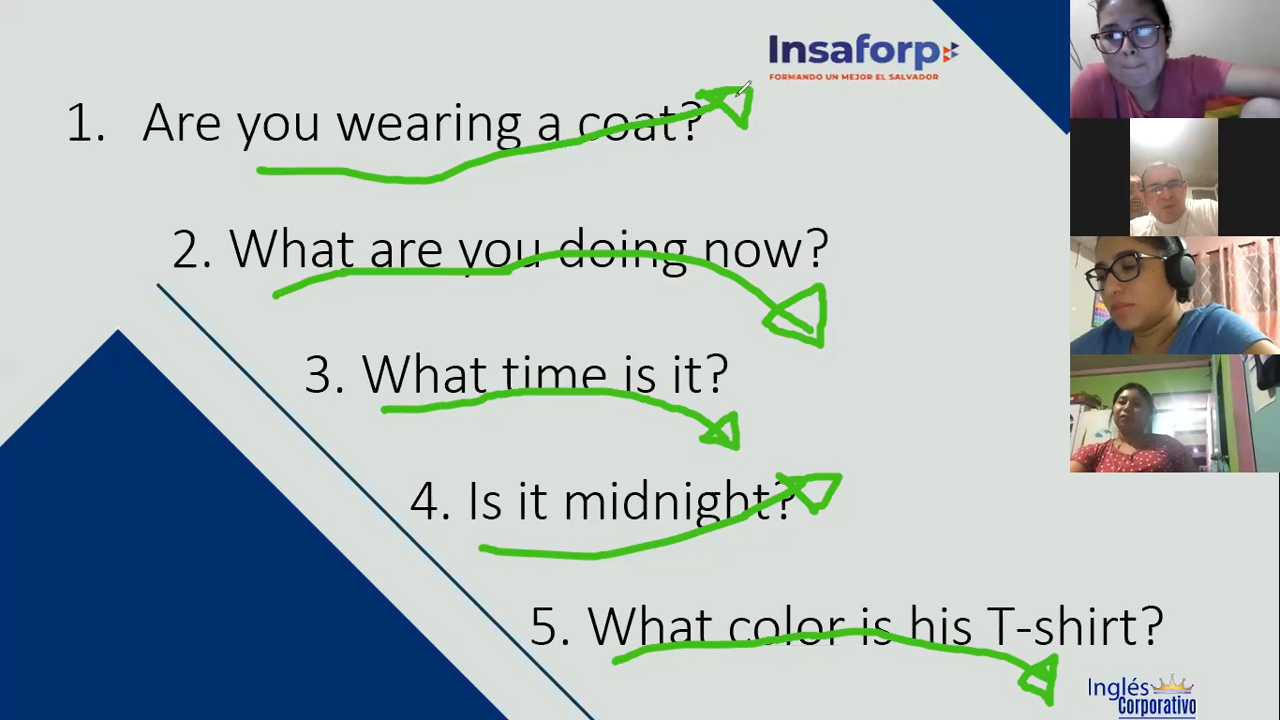 Insaforp
FORMANDO UN MEJOR EL SALVADOR
1. Are you wearing a coat?
2. What are you doing now?
3. What time is it?
4. Is it midnight?
5. What color is his T-shirt?
Inglés
Corporativo